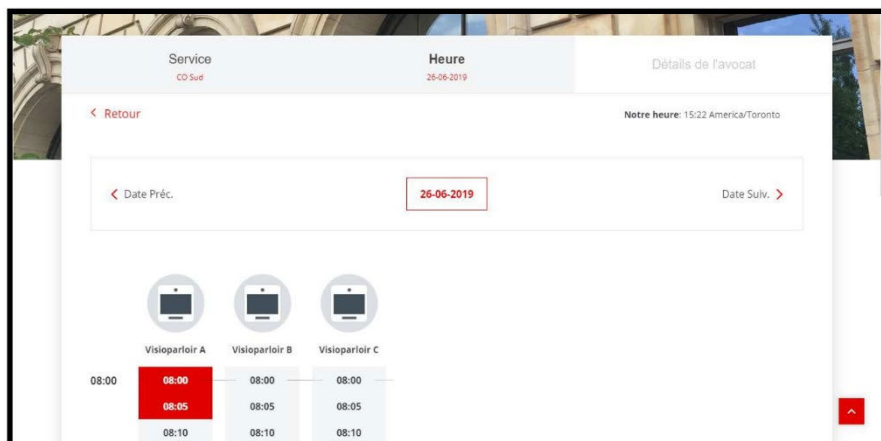 Service
CO Sud
Heure
26-06-2019
Détails de l'avocat
Retour
Notre heure: 15:22 America/Toronto
Date Préc.
26-06-2019
Date Suiv.
Visioparloir A Visioparloir B Visioparloir C
08:00 08:00 08:00 08:00
08:05 08:05 08:05
08:10 08:10 08:10